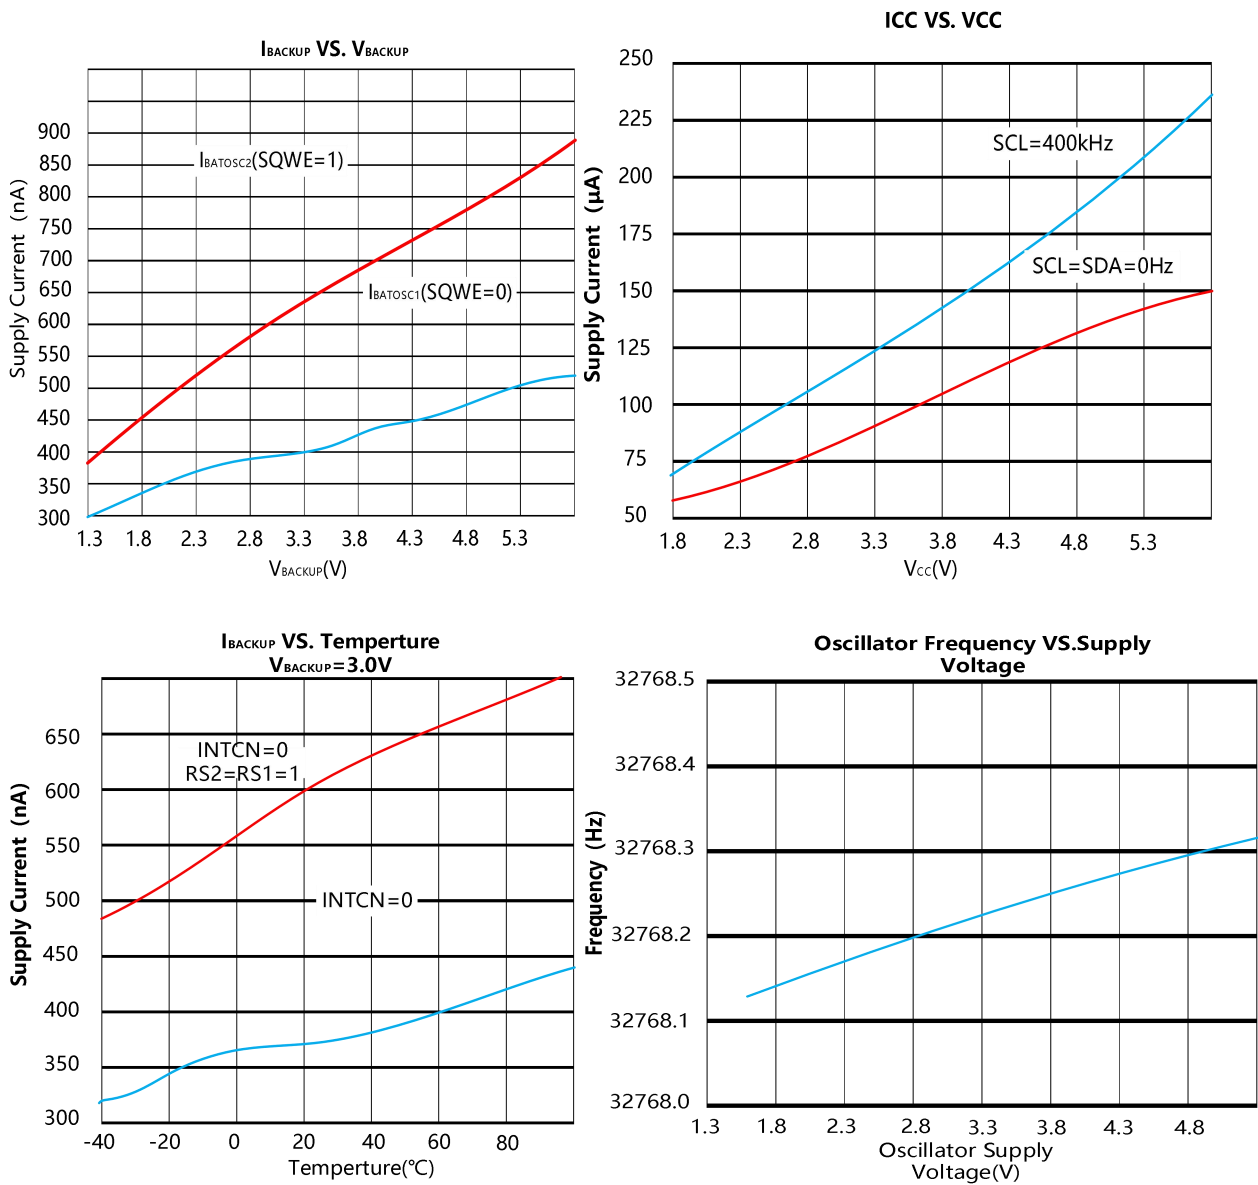 IBACKUP VS. VBACKUP
Supply Current (nA)
900
850
800
750
700
650
600
550
500
450
400
350
300
IBATOSC2(SQWE=1)
IBATOSC1(SQWE=0)
1.3 1.8 2.3 2.8 3.3 3.8 4.3 4.8 5.3
VBACKUP(V)
ICC VS. VCC
Supply Current (μA)
250
225
200
175
150
125
100
75
50
SCL=400kHz
SCL=SDA=0Hz
1.8 2.3 2.8 3.3 3.8 4.3 4.8 5.3
VCC(V)
IBACKUP VS. Temperture
VBACKUP=3.0V
Supply Current (nA)
650
600
550
500
450
400
350
300
INTCN=0
RS2=RS1=1
INTCN=0
-40 -20 0 20 40 60 80
Temperture(℃)
Oscillator Frequency VS.Supply
Voltage
Frequency (Hz)
32768.5
32768.4
32768.3
32768.2
32768.1
32768.0
1.3 1.8 2.3 2.8 3.3 3.8 4.3 4.8
Oscillator Supply
Voltage(V)